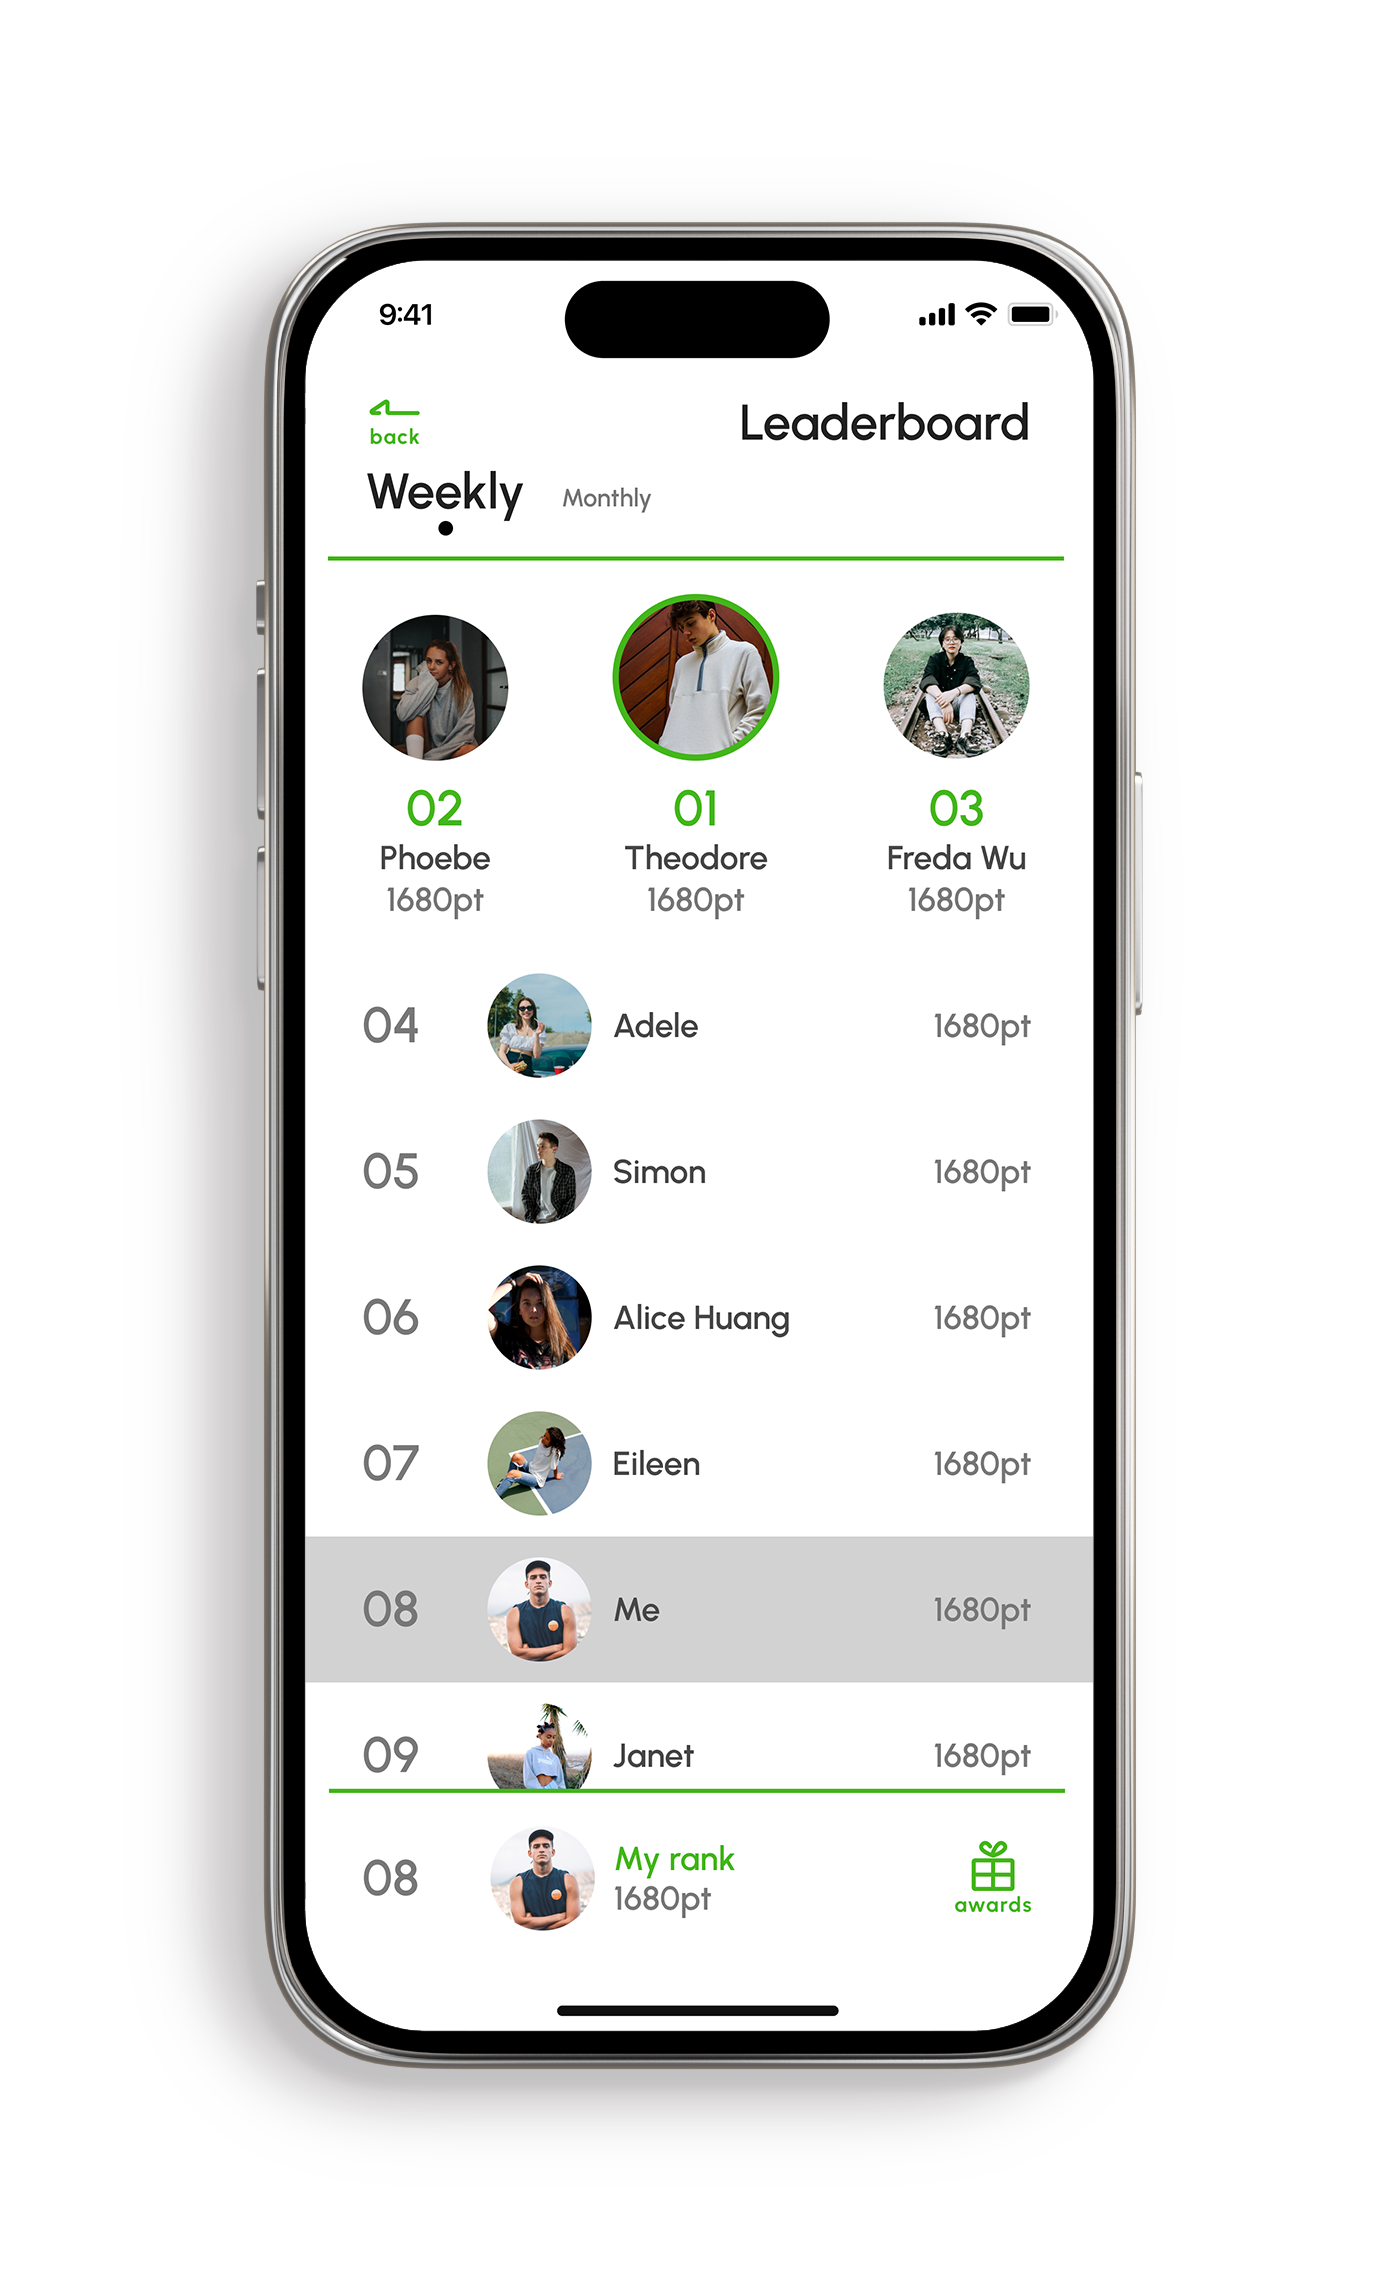 9:41
back
Leaderboard
Weekly Monthly
02 01 03
Phoebe Theodore Freda Wu
1680pt 1680pt 1680pt
04 Adele 1680pt
05 Simon 1680pt
06 Alice Huang 1680pt
07 Eileen 1680pt
08 Me 1680pt
09 Janet 1680pt
08 My rank
1680pt
awards